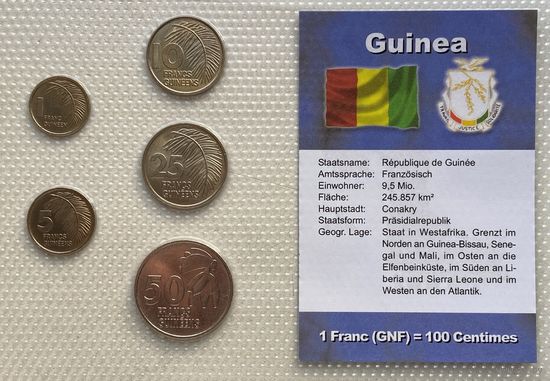 10
FRANCS
GUINEENS
1
FRANC
GUINEEN
25
FRANCS
GUINEENS
5
FRANCS
GUINEENS
50
FRANCS
GUINEENS
Guinea
TRAVAIL JUSTICE SOLIDARITE
Staatsname: République de Guinée
Amtssprache: Französisch
Einwohner: 9,5 Mio.
Fläche: 245.857 km²
Hauptstadt: Conakry
Staatsform: Präsidialrepublik
Geogr. Lage: Staat in Westafrika. Grenzt im
Norden an Guinea-Bissau, Sene-
gal und Mali, im Osten an die
Elfenbeinküste, im Süden an Li-
beria und Sierra Leone und im
Westen an den Atlantik.
1 Franc (GNF) = 100 Centimes